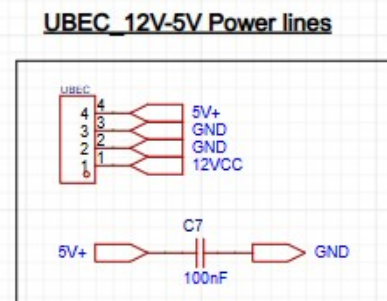 UBEC_12V-5V Power lines
UBEC
4 4 5V+
3 3 GND
2 2 GND
1 1 12VCC
C7
5V+ GND
100nF